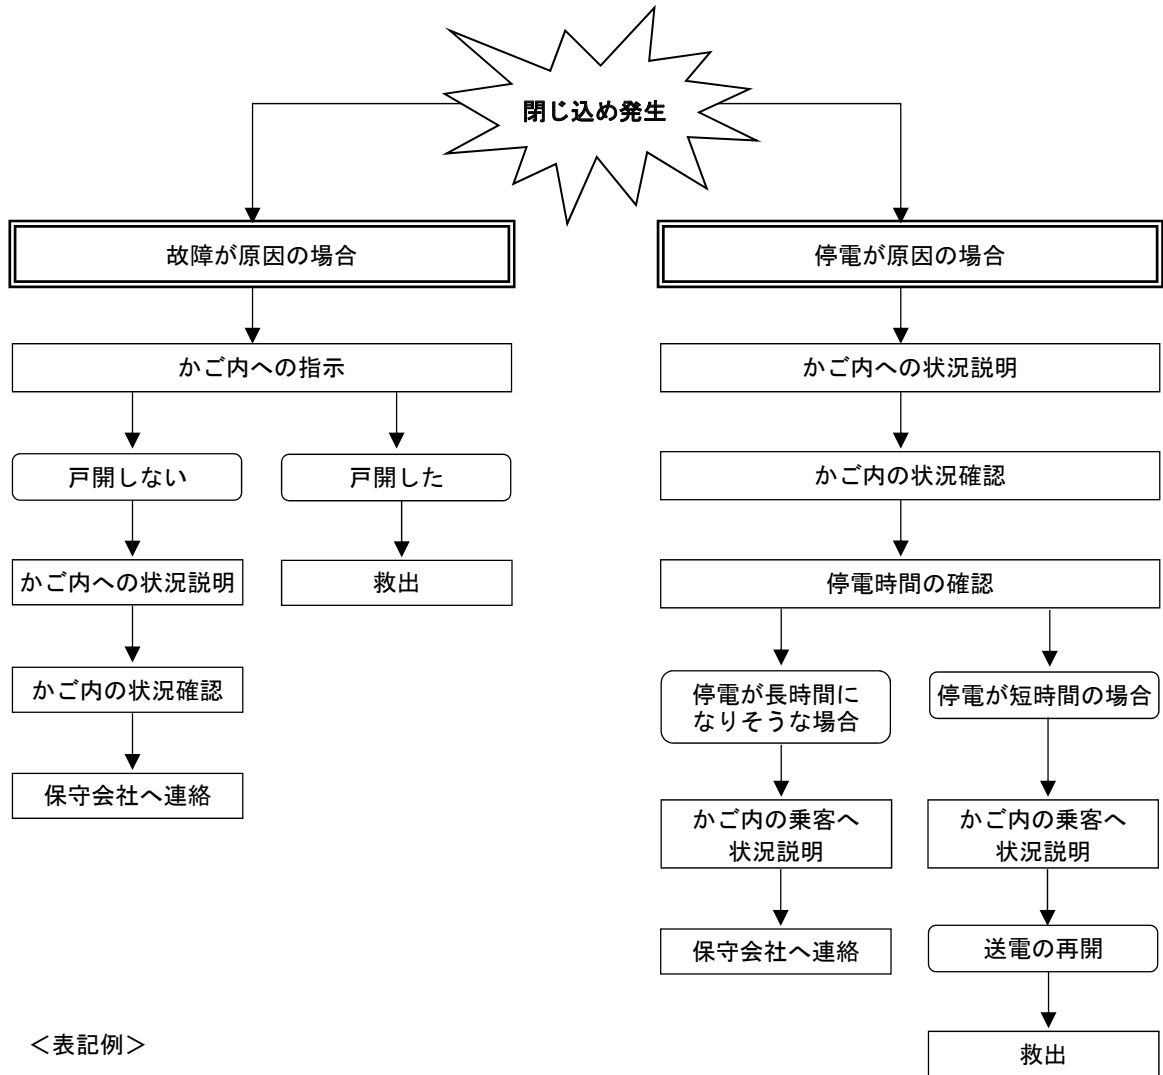 閉じ込め発生
故障が原因の場合
かご内への指示
戸開しない
戸開した
かご内への状況説明
救出
かご内の状況確認
保守会社へ連絡
停電が原因の場合
かご内への状況説明
かご内の状況確認
停電時間の確認
停電が長時間に
なりそうな場合
かご内の乗客へ
状況説明
保守会社へ連絡
停電が短時間の場合
かご内の乗客へ
状況説明
送電の再開
救出
＜表記例＞